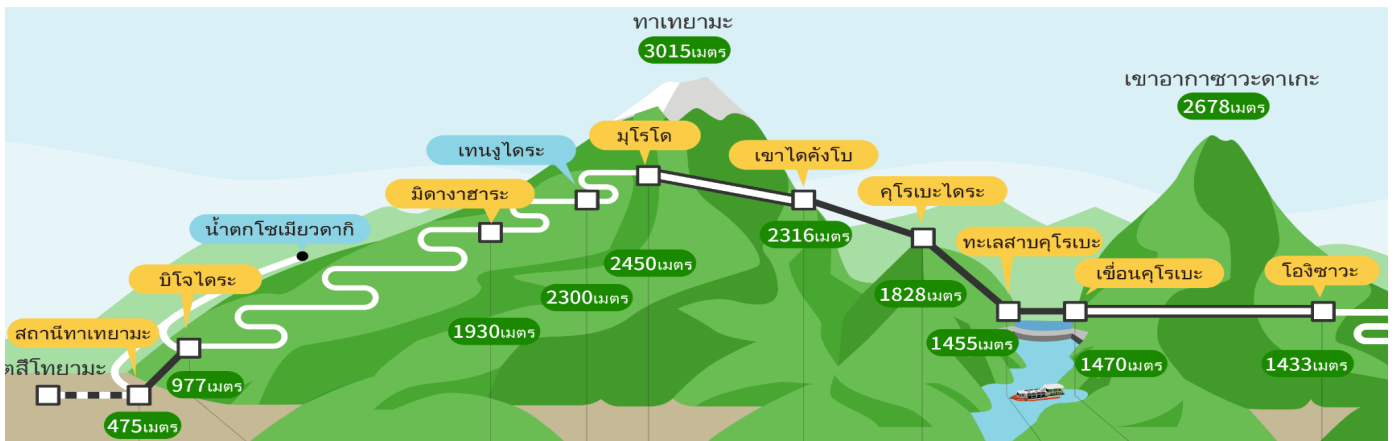 ทาเทยามะ
3015เมตร
เขาอากาซาวะดาเกะ
2678เมตร
มุโรโด
เทนงูไดระ
เขาไดคังโบ
มิดางาฮาระ
คุโรเบะไดระ
น้ำตกโชเมียวดากิ
2316เมตร
ทะเลสาบคุโรเบะ
เขื่อนคุโรเบะ
โองิซาวะ
บิโจไดระ
2450เมตร
2300เมตร
1828เมตร
สถานีทาเทยามะ
1930เมตร
1455เมตร
1470เมตร
1433เมตร
ตสึโทยามะ
977เมตร
475เมตร